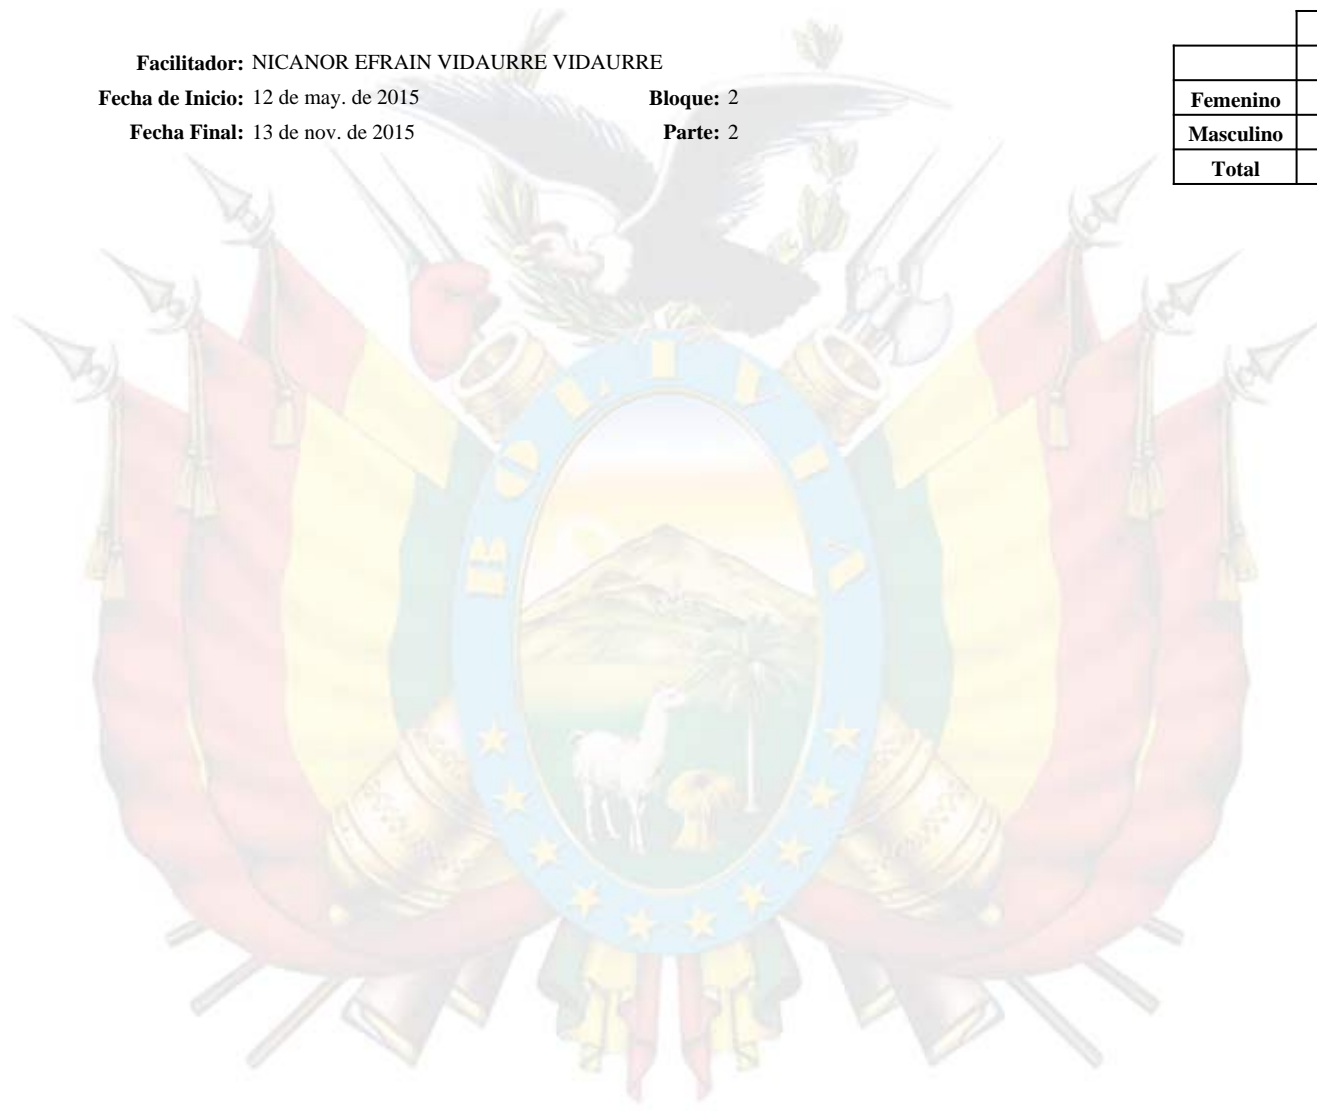 Facilitador: NICANOR EFRAIN VIDAURRE VIDAURRE
Fecha de Inicio: 12 de may. de 2015 Bloque: 2
Fecha Final: 13 de nov. de 2015 Parte: 2
Femenino
Masculino
Total
BOLIVIA